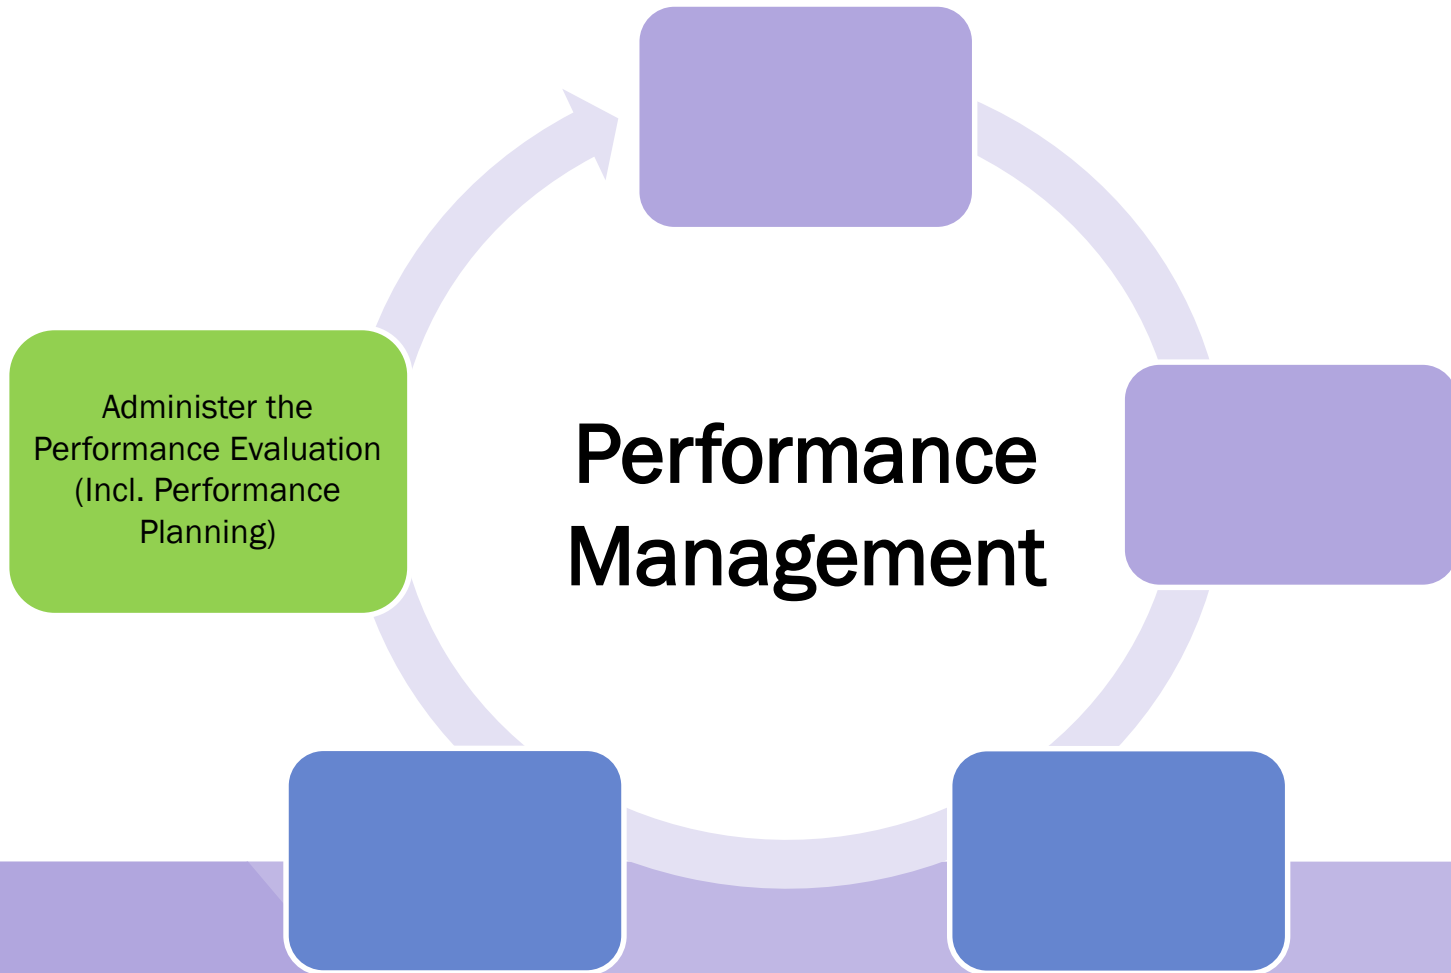 Administer the
Performance Evaluation
(Incl. Performance
Planning)
Performance
Management